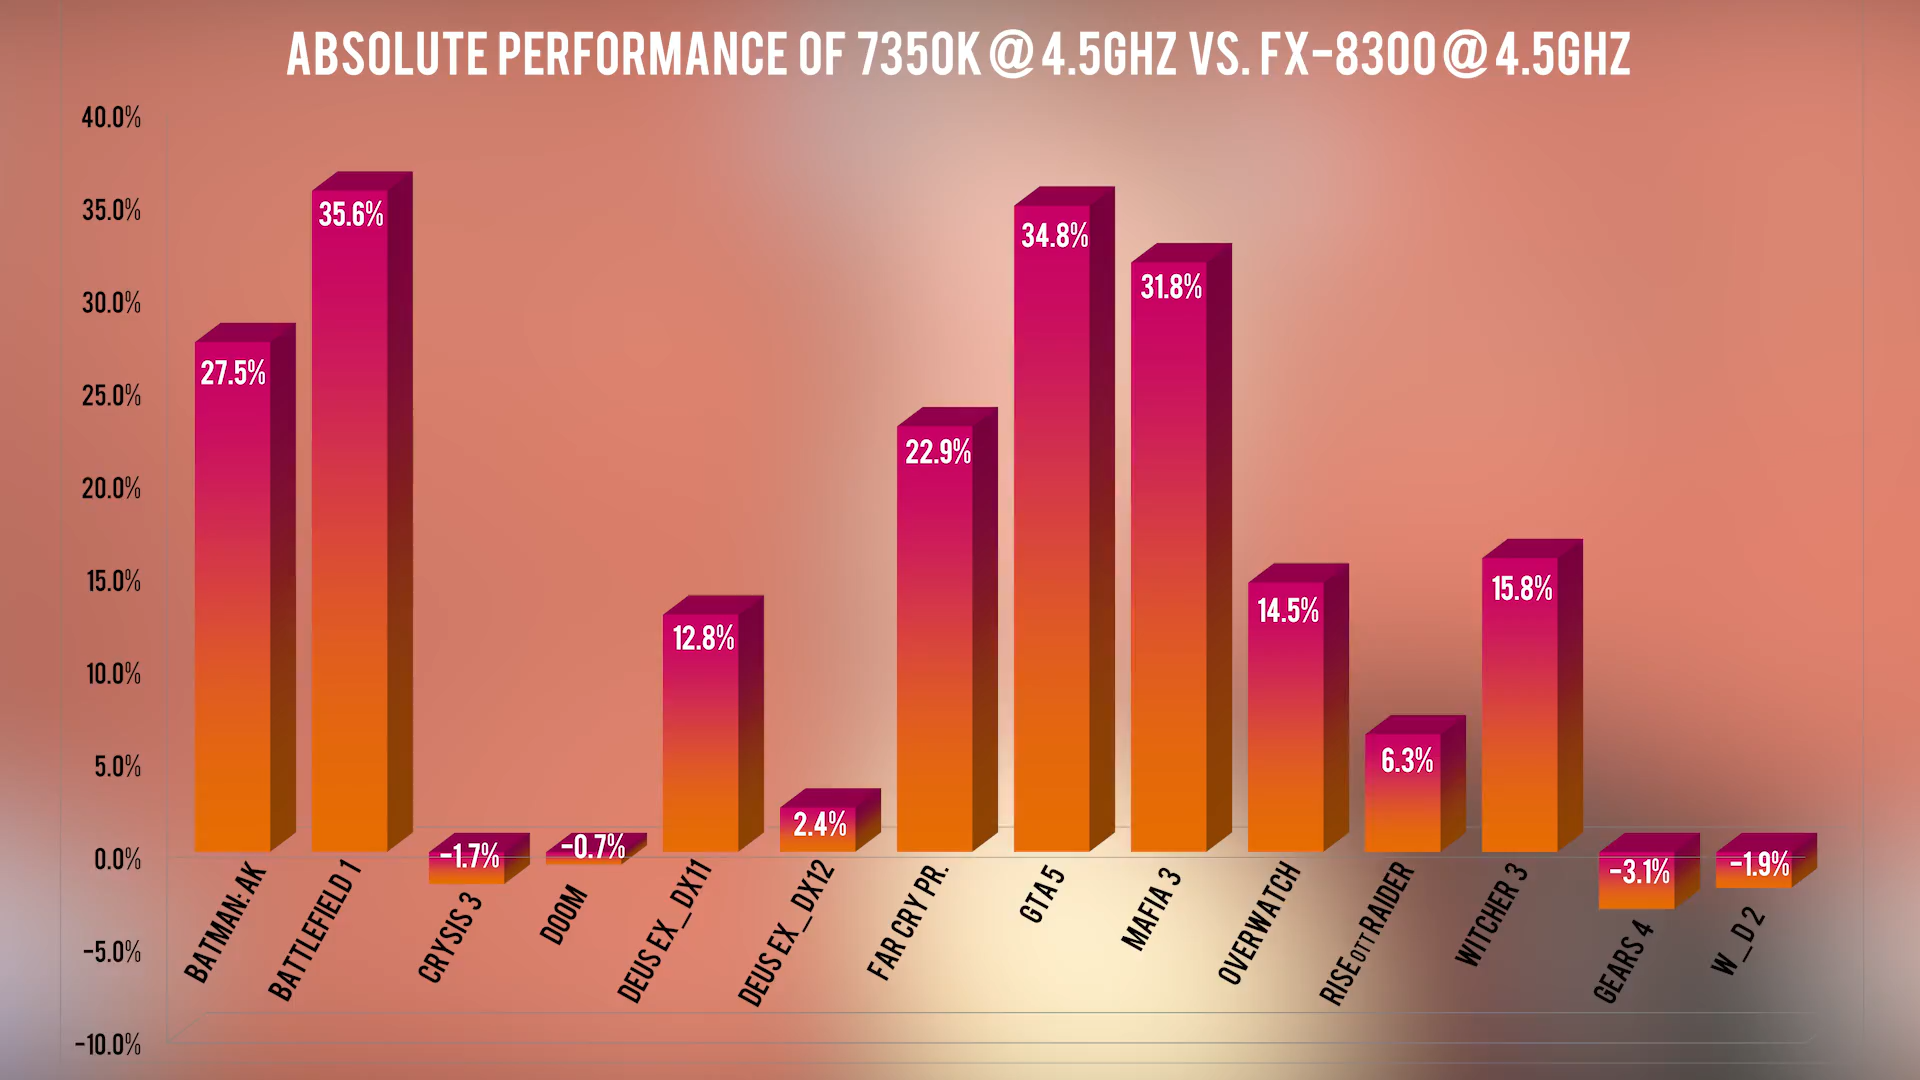 ABSOLUTE PERFORMANCE OF 7350K @ 4.5GHZ VS. FX-8300 @ 4.5GHZ
40.0%
35.0%
30.0%
25.0%
20.0%
15.0%
10.0%
5.0%
0.0%
-5.0%
-10.0%
27.5%
35.6%
-1.7%
-0.7%
12.8%
2.4%
22.9%
34.8%
31.8%
14.5%
6.3%
15.8%
-3.1%
-1.9%
BATMAN: AK
BATTLEFIELD 1
CRYSIS 3
DOOM
DEUS EX_DX11
DEUS EX_DX12
FAR CRY PR.
GTA 5
MAFIA 3
OVERWATCH
RISE OTT RAIDER
WITCHER 3
GEARS 4
W_D 2